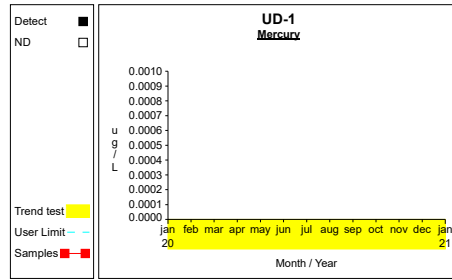 Detect
ND
Trend test
User Limit
Samples
UD-1
Mercury
ug/L
0.0010
0.0009
0.0008
0.0007
0.0006
0.0005
0.0004
0.0003
0.0002
0.0001
0.0000
jan feb mar apr may jun jul aug sep oct nov dec jan
20 21
Month / Year